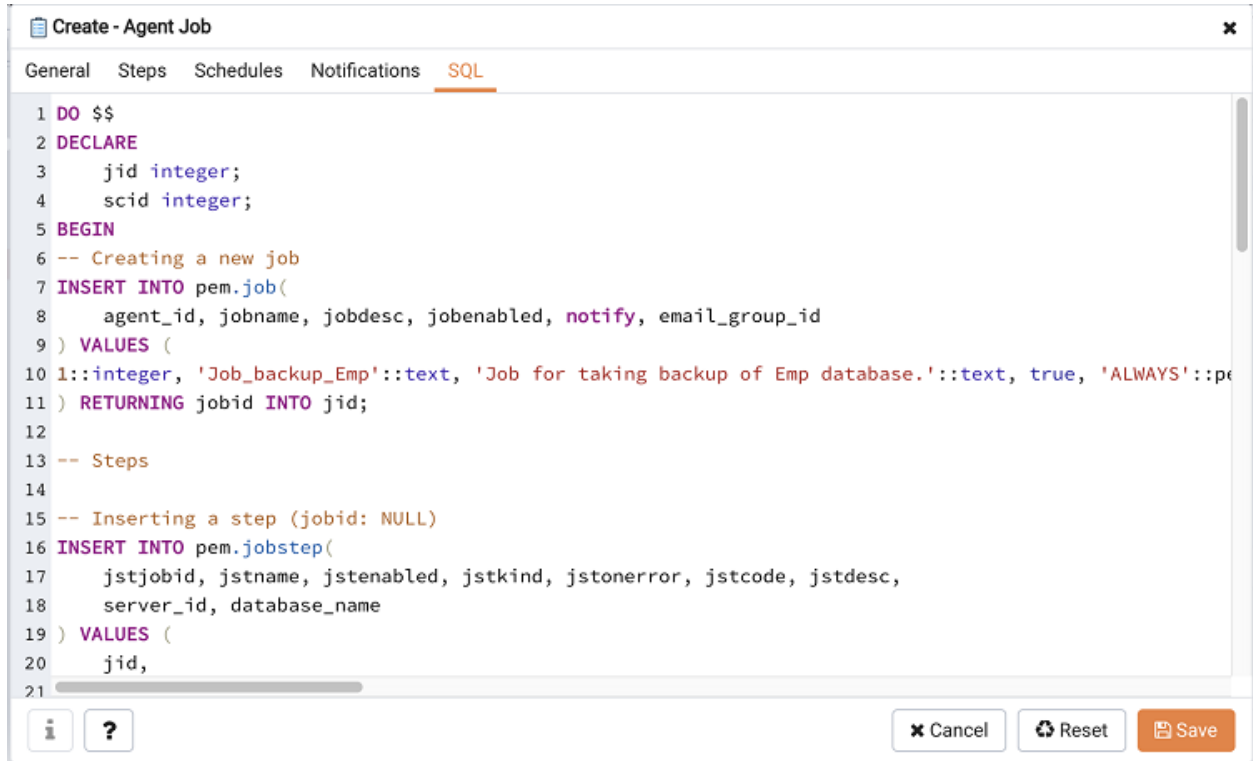 Create - Agent Job
General Steps Schedules Notifications SQL
1 DO $$
2 DECLARE
3 jid integer;
4 scid integer;
5 BEGIN
6 -- Creating a new job
7 INSERT INTO pem.job(
8 agent_id, jobname, jobdesc, jobenabled, notify, email_group_id
9 ) VALUES (
10 1::integer, 'Job_backup_Emp'::text, 'Job for taking backup of Emp database.'::text, true, 'ALWAYS'::pe
11 ) RETURNING jobid INTO jid;
12
13 -- Steps
14
15 -- Inserting a step (jobid: NULL)
16 INSERT INTO pem.jobstep(
17 jstjobid, jstname, jstenabled, jstkind, jstonerror, jstcode, jstdesc,
18 server_id, database_name
19 ) VALUES (
20 jid,
21
i ? Cancel Reset Save